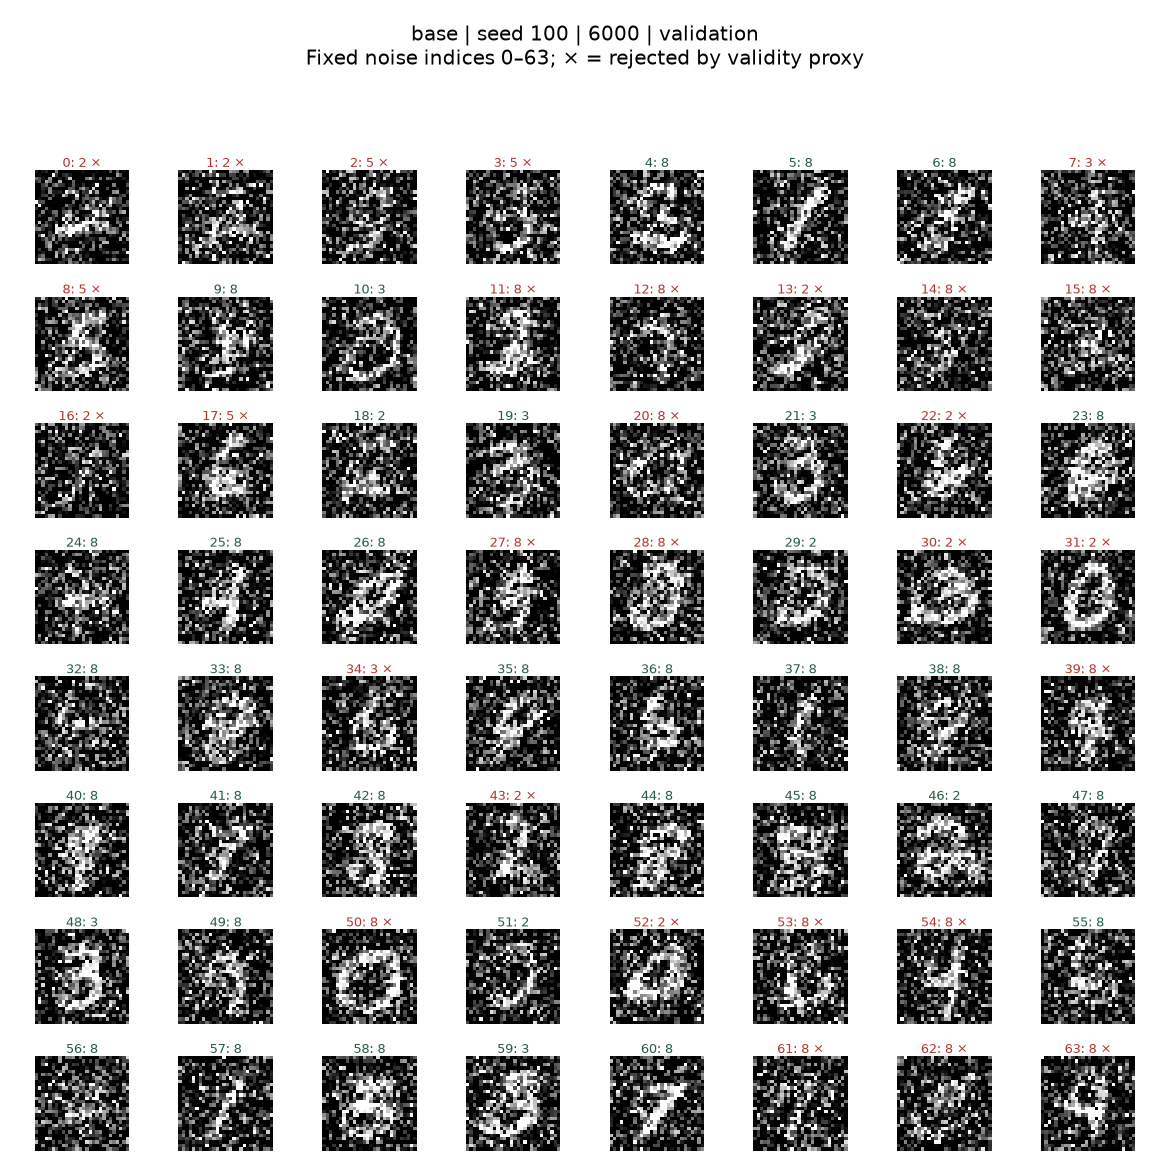 base | seed 100 | 6000 | validation
Fixed noise indices 0–63; × = rejected by validity proxy
0: 2 × 1: 2 × 2: 5 × 3: 5 × 4: 8 5: 8 6: 8 7: 3 ×
8: 5 × 9: 8 10: 3 11: 8 × 12: 8 × 13: 2 × 14: 8 × 15: 8 ×
16: 2 × 17: 5 × 18: 2 19: 3 20: 8 × 21: 3 22: 2 × 23: 8
24: 8 25: 8 26: 8 27: 8 × 28: 8 × 29: 2 30: 2 × 31: 2 ×
32: 8 33: 8 34: 3 × 35: 8 36: 8 37: 8 38: 8 39: 8 ×
40: 8 41: 8 42: 8 43: 2 × 44: 8 45: 8 46: 2 47: 8
48: 3 49: 8 50: 8 × 51: 2 52: 2 × 53: 8 × 54: 8 × 55: 8
56: 8 57: 8 58: 8 59: 3 60: 8 61: 8 × 62: 8 × 63: 8 ×